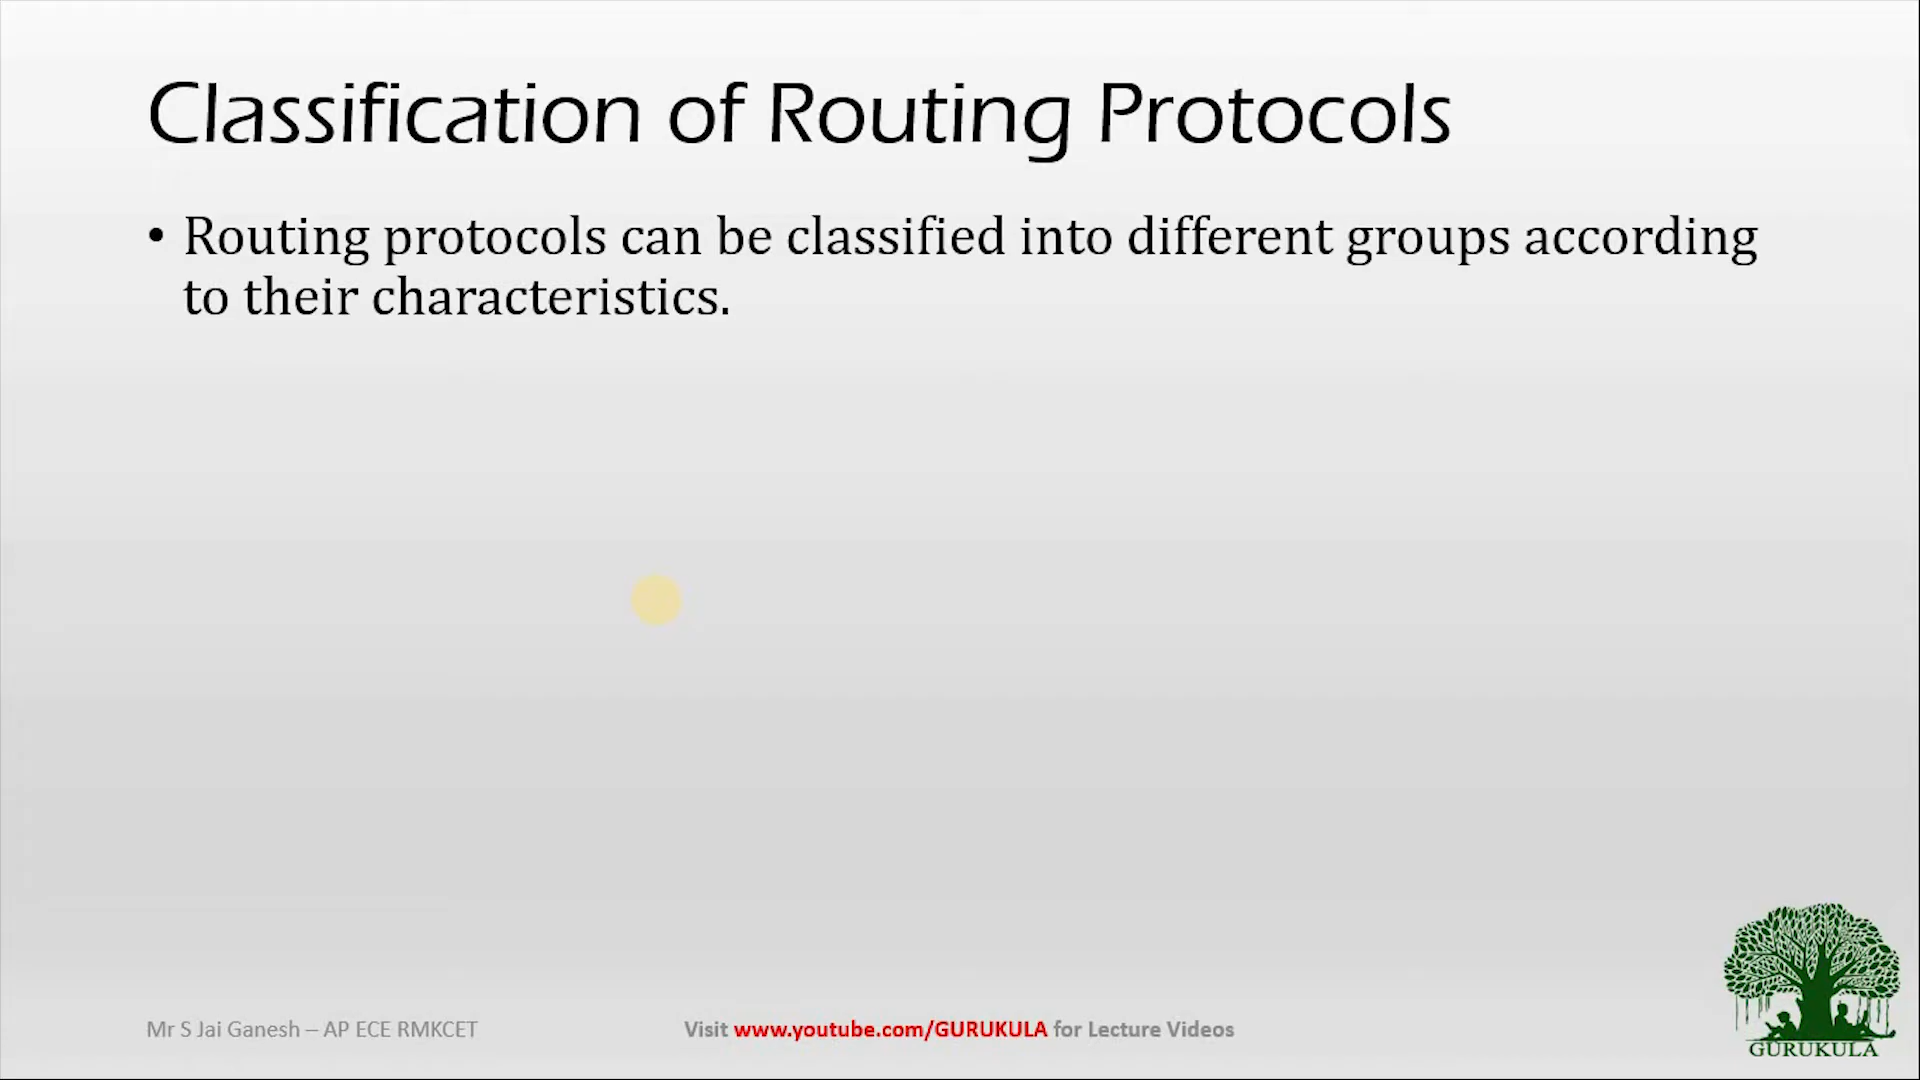 Classification of Routing Protocols
• Routing protocols can be classified into different groups according
to their characteristics.
Mr S Jai Ganesh – AP ECE RMKCET
Visit www.youtube.com/GURUKULA for Lecture Videos
GURUKULA